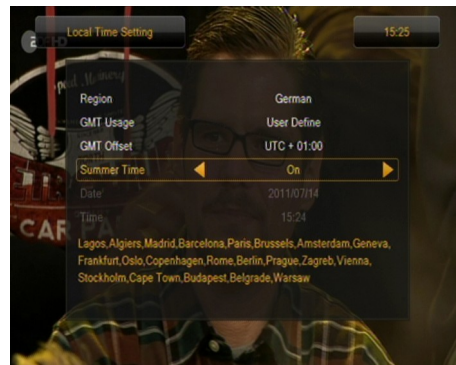 Local Time Setting
15:25
Region German
GMT Usage User Define
GMT Offset UTC + 01:00
Summer Time On
Date 2011/07/14
Time 15:24
CAR PA
Lagos,Algiers,Madrid,Barcelona,Paris,Brussels,Amsterdam,Geneva,
Frankfurt,Oslo,Copenhagen,Rome,Berlin,Prague,Zagreb,Vienna,
Stockholm,Cape Town,Budapest,Belgrade,Warsaw